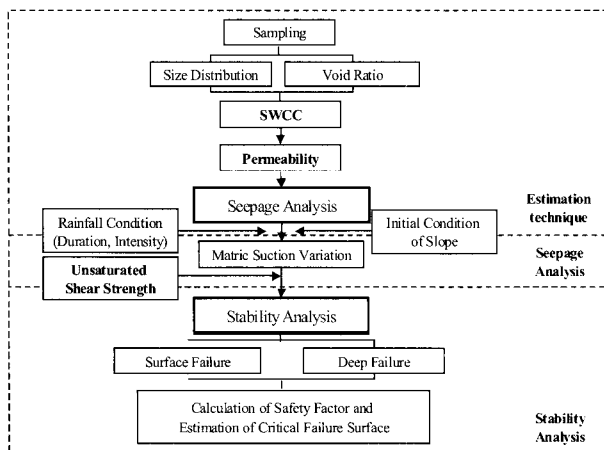 Sampling
Size Distribution
Void Ratio
SWCC
Permeability
Seepage Analysis
Estimation
technique
Rainfall Condition
(Duration, Intensity)
Initial Condition
of Slope
Matric Suction Variation
Seepage
Analysis
Unsaturated
Shear Strength
Stability Analysis
Surface Failure
Deep Failure
Calculation of Safety Factor and
Estimation of Critical Failure Surface
Stability
Analysis